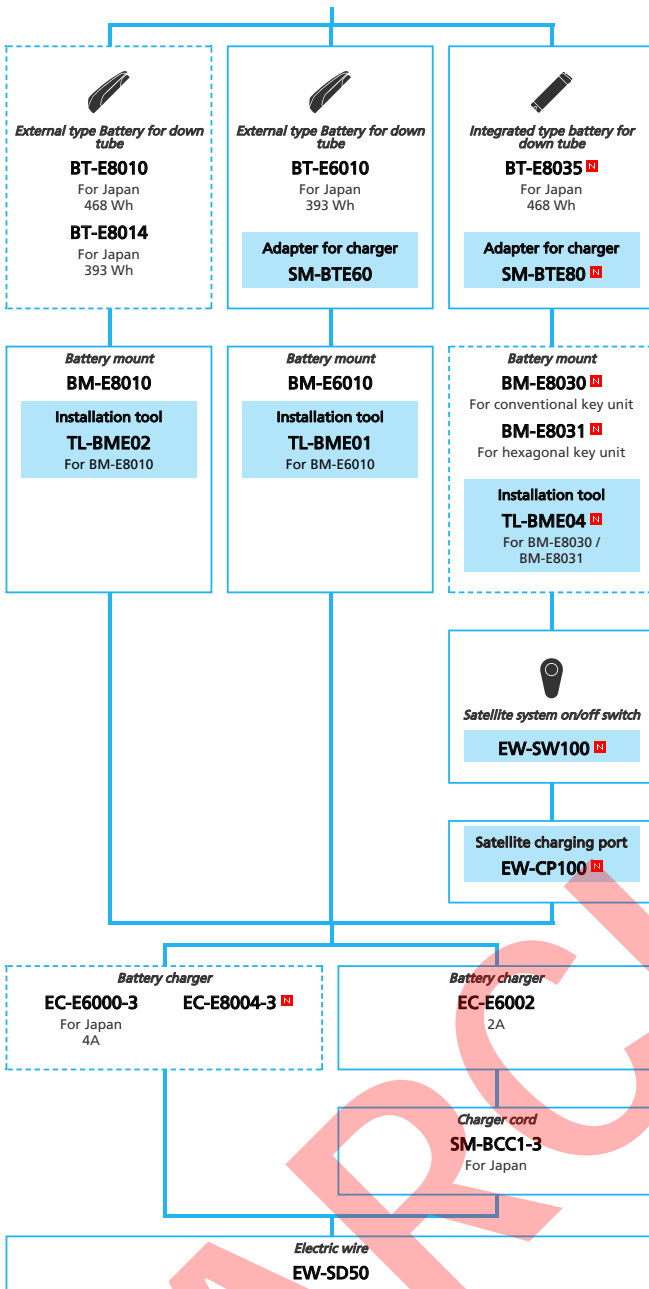 External type Battery for down
tube
BT-E8010
For Japan
468 Wh
BT-E8014
For Japan
393 Wh
External type Battery for down
tube
BT-E6010
For Japan
393 Wh
Adapter for charger
SM-BTE60
Integrated type battery for
down tube
BT-E8035 N
For Japan
468 Wh
Adapter for charger
SM-BTE80 N
Battery mount
BM-E8010
Installation tool
TL-BME02
For BM-E8010
Battery mount
BM-E6010
Installation tool
TL-BME01
For BM-E6010
Battery mount
BM-E8030 N
For conventional key unit
BM-E8031 N
For hexagonal key unit
Installation tool
TL-BME04 N
For BM-E8030 /
BM-E8031
Satellite system on/off switch
EW-SW100 N
Satellite charging port
EW-CP100 N
Battery charger
EC-E6000-3 EC-E8004-3 N
For Japan
4A
Battery charger
EC-E6002
2A
Charger cord
SM-BCC1-3
For Japan
Electric wire
EW-SD50